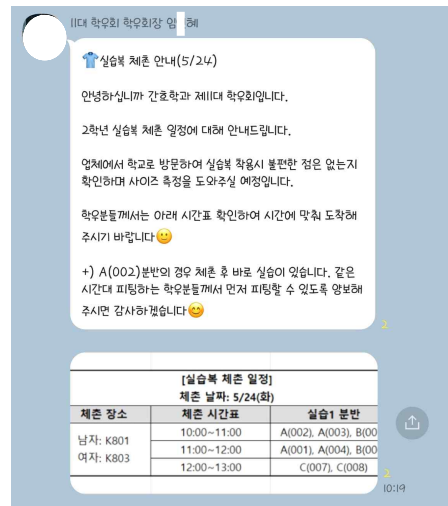 11대 학우회 학우회장 임 혜
👕실습복 체촌 안내(5/24)
안녕하십니까 간호학과 제11대 학우회입니다.
2학년 실습복 체촌 일정에 대해 안내드립니다.
업체에서 학교로 방문하여 실습복 착용시 불편한 점은 없는지
확인하며 사이즈 측정을 도와주실 예정입니다.
학우분들께서는 아래 시간표 확인하여 시간에 맞춰 도착해
주시기 바랍니다🙂
+) A(002)분반의 경우 체촌 후 바로 실습이 있습니다. 같은
시간대 피팅하는 학우분들께서 먼저 피팅할 수 있도록 양보해
주시면 감사하겠습니다😊
2
[실습복 체촌 일정]
체촌 날짜: 5/24(화)
체촌 장소 체촌 시간표 실습1 분반
남자: K801
여자: K803
10:00~11:00 A(002), A(003), B(00
11:00~12:00 A(001), A(004), B(00
12:00~13:00 C(007), C(008)
2
10:19